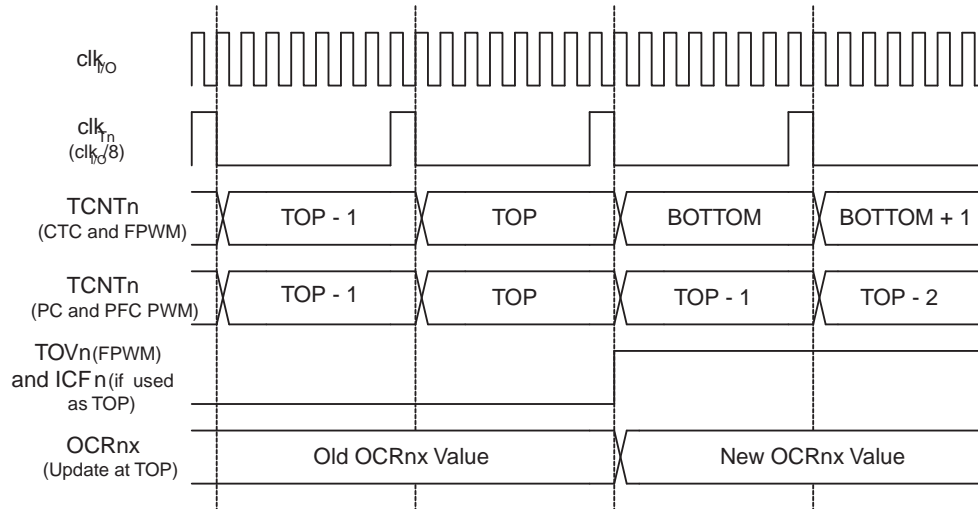 clkI/O
clkTn
(clkI/O/8)
TCNTn
(CTC and FPWM)
TOP - 1
TOP
BOTTOM
BOTTOM + 1
TCNTn
(PC and PFC PWM)
TOP - 1
TOP
TOP - 1
TOP - 2
TOVn (FPWM)
and ICFn (if used
as TOP)
OCRnx
(Update at TOP)
Old OCRnx Value
New OCRnx Value